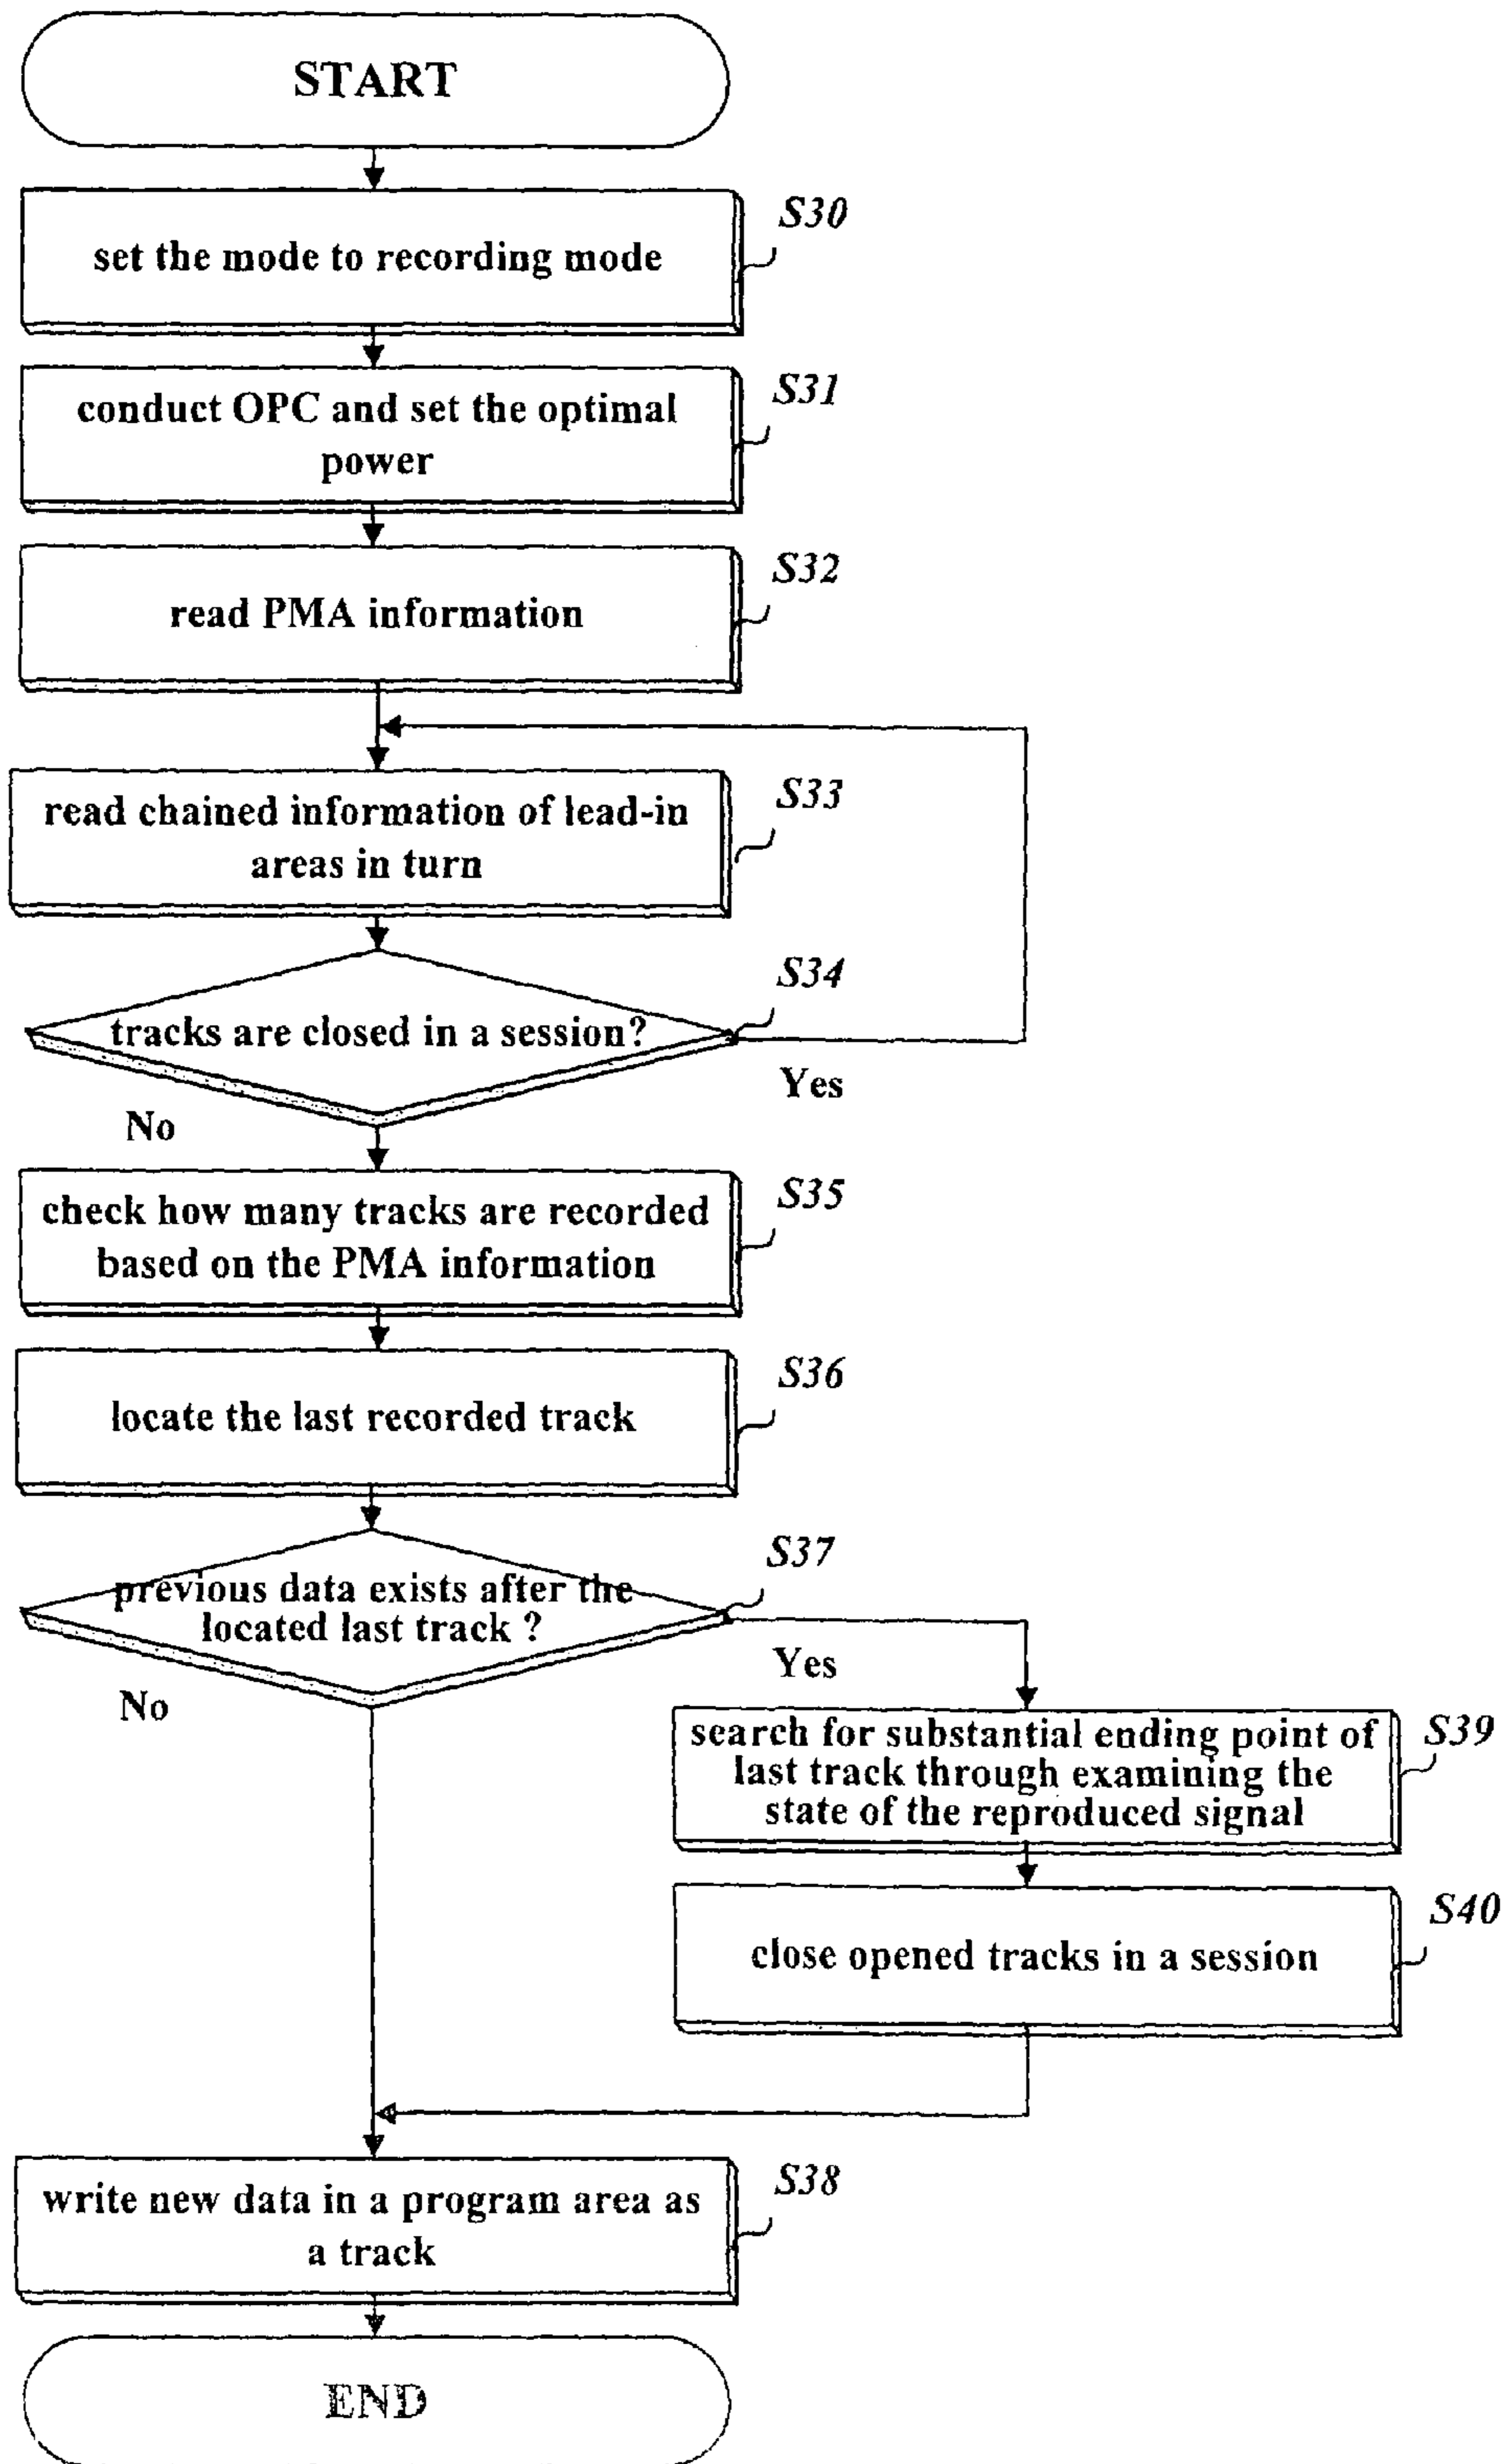 START
S30
set the mode to recording mode
S31
conduct OPC and set the optimal
power
S32
read PMA information
S33
read chained information of lead-in
areas in turn
S34
tracks are closed in a session?
Yes
No
S35
check how many tracks are recorded
based on the PMA information
S36
locate the last recorded track
S37
previous data exists after the
located last track ?
Yes
No
S39
search for substantial ending point of
last track through examining the
state of the reproduced signal
S40
close opened tracks in a session
S38
write new data in a program area as
a track
END